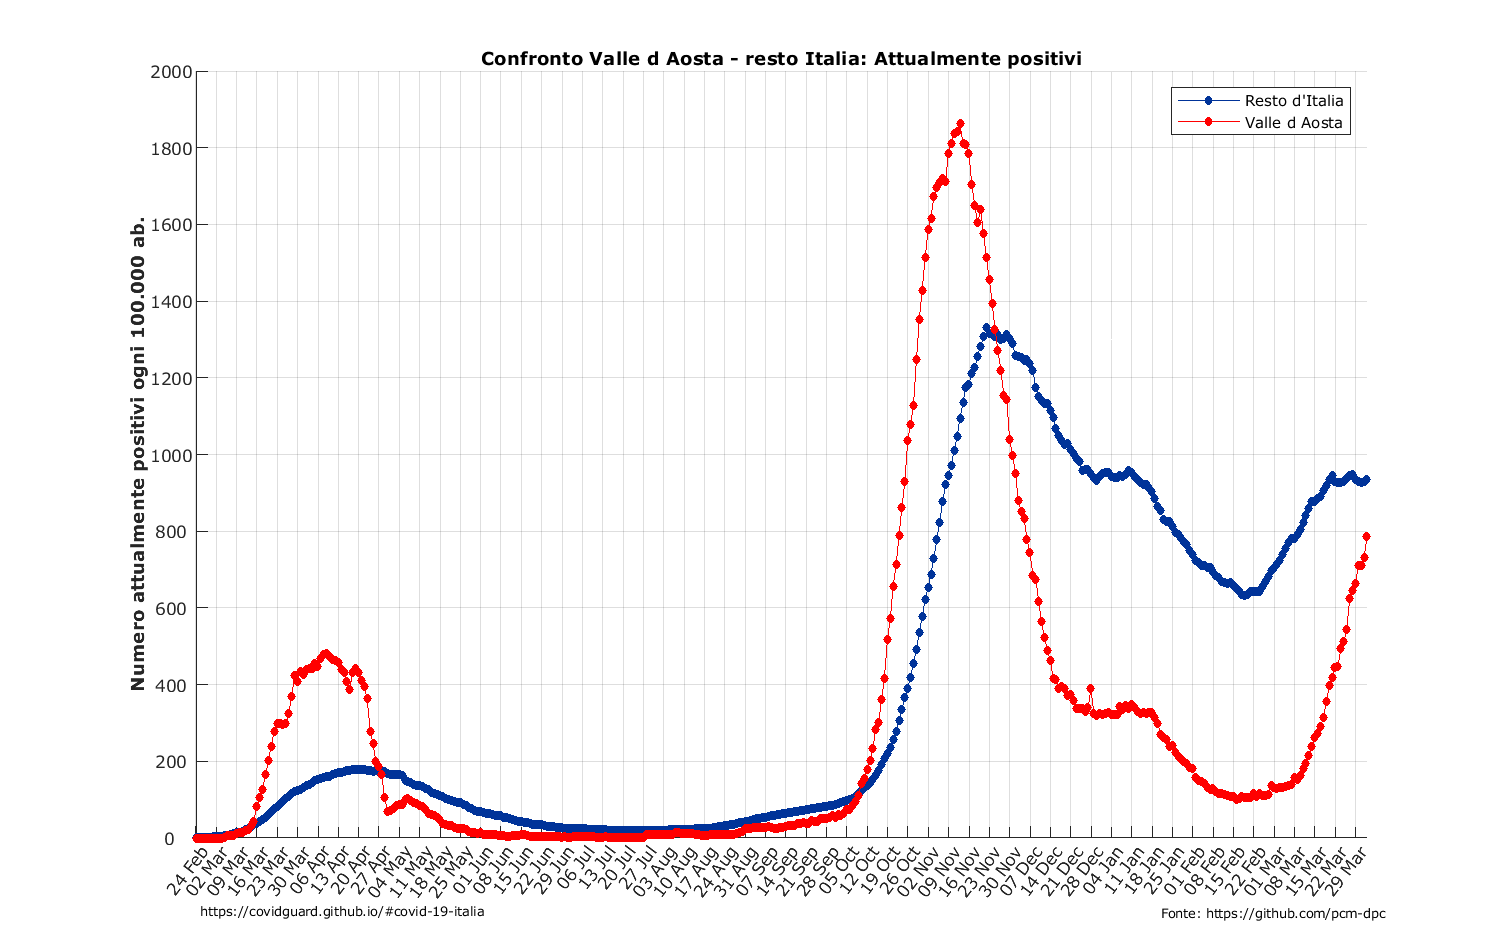 Confronto Valle d Aosta - resto Italia: Attualmente positivi
Resto d'Italia
Valle d Aosta
Numero attualmente positivi ogni 100.000 ab.
2000
1800
1600
1400
1200
1000
800
600
400
200
0
24 Feb
02 Mar
09 Mar
16 Mar
23 Mar
30 Mar
06 Apr
13 Apr
20 Apr
27 Apr
04 May
11 May
18 May
25 May
01 Jun
08 Jun
15 Jun
22 Jun
29 Jun
06 Jul
13 Jul
20 Jul
27 Jul
03 Aug
10 Aug
17 Aug
24 Aug
31 Aug
07 Sep
14 Sep
21 Sep
28 Sep
05 Oct
12 Oct
19 Oct
26 Oct
02 Nov
09 Nov
16 Nov
23 Nov
30 Nov
07 Dec
14 Dec
21 Dec
28 Dec
04 Jan
11 Jan
18 Jan
25 Jan
01 Feb
08 Feb
15 Feb
22 Feb
01 Mar
08 Mar
15 Mar
22 Mar
29 Mar
https://covidguard.github.io/#covid-19-italia
Fonte: https://github.com/pcm-dpc